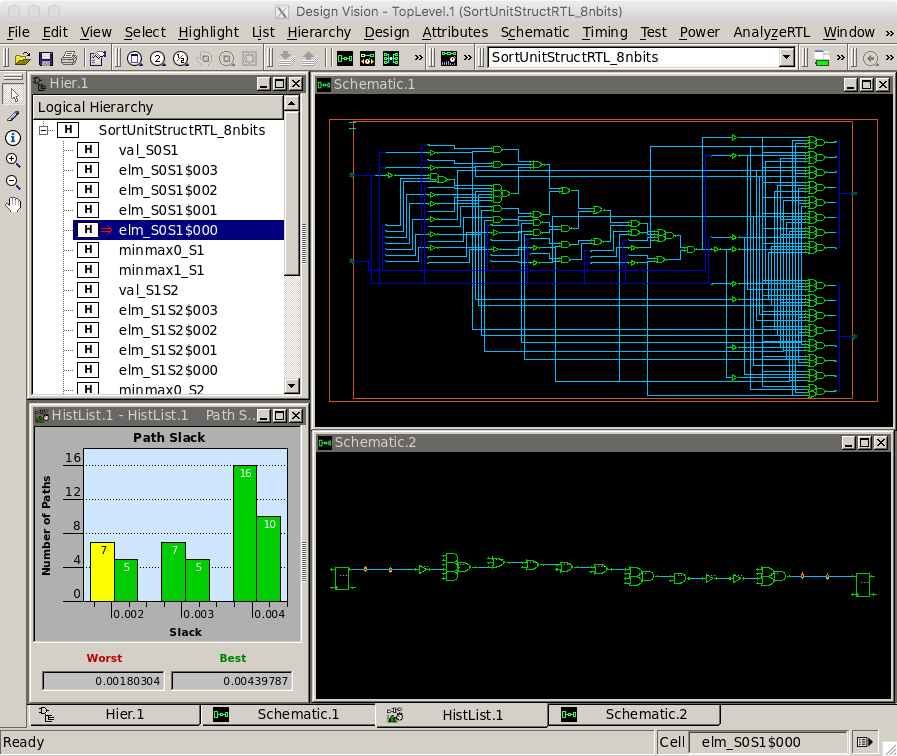 Design Vision - TopLevel.1 (SortUnitStructRTL_8nbits)
File Edit View Select Highlight List Hierarchy Design Attributes Schematic Timing Test Power AnalyzeRTL Window »
SortUnitStructRTL_8nbits
Hier.1
Logical Hierarchy
H SortUnitStructRTL_8nbits
H val_S0S1
H elm_S0S1$003
H elm_S0S1$002
H elm_S0S1$001
H elm_S0S1$000
H minmax0_S1
H minmax1_S1
H val_S1S2
H elm_S1S2$003
H elm_S1S2$002
H elm_S1S2$001
H elm_S1S2$000
H minmax0_S2
Schematic.1
HistList.1 - HistList.1 Path S...
Path Slack
Number of Paths
16
12
8
4
0
7
5
7
5
16
10
0.002 0.003 0.004
Slack
Worst Best
0.00180304 0.00439787
Schematic.2
Hier.1 Schematic.1 HistList.1 Schematic.2
Ready Cell elm_S0S1$000